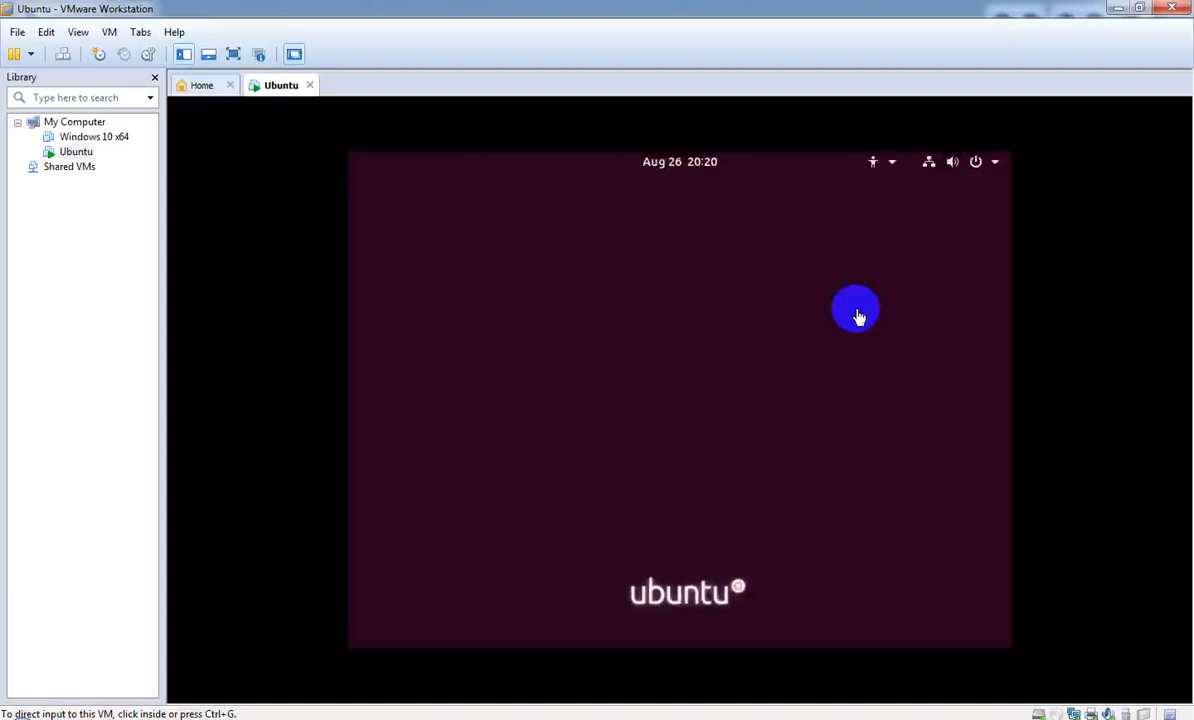 Ubuntu - VMware Workstation
File Edit View VM Tabs Help
Library
Home Ubuntu
Type here to search
My Computer
Windows 10 x64
Ubuntu
Shared VMs
Aug 26 20:20
ubuntu
To direct input to this VM, click inside or press Ctrl+G.